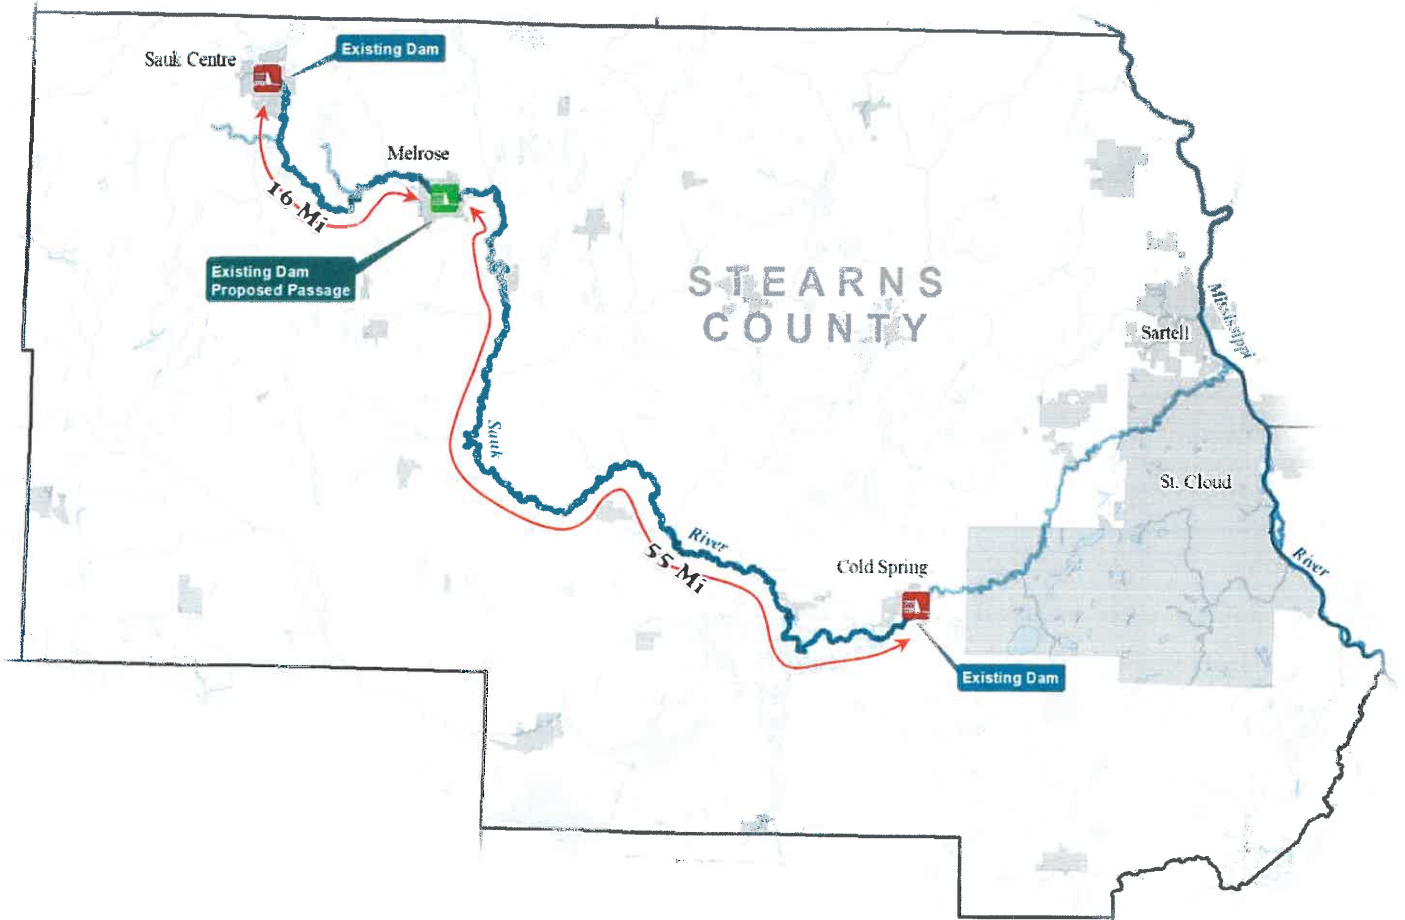 Sauk Centre
Existing Dam
Melrose
16 Mi
Existing Dam
Proposed Passage
STEARNS
COUNTY
Mississippi
Sartell
Sauk
St. Cloud
River
55 Mi
Cold Spring
River
Existing Dam